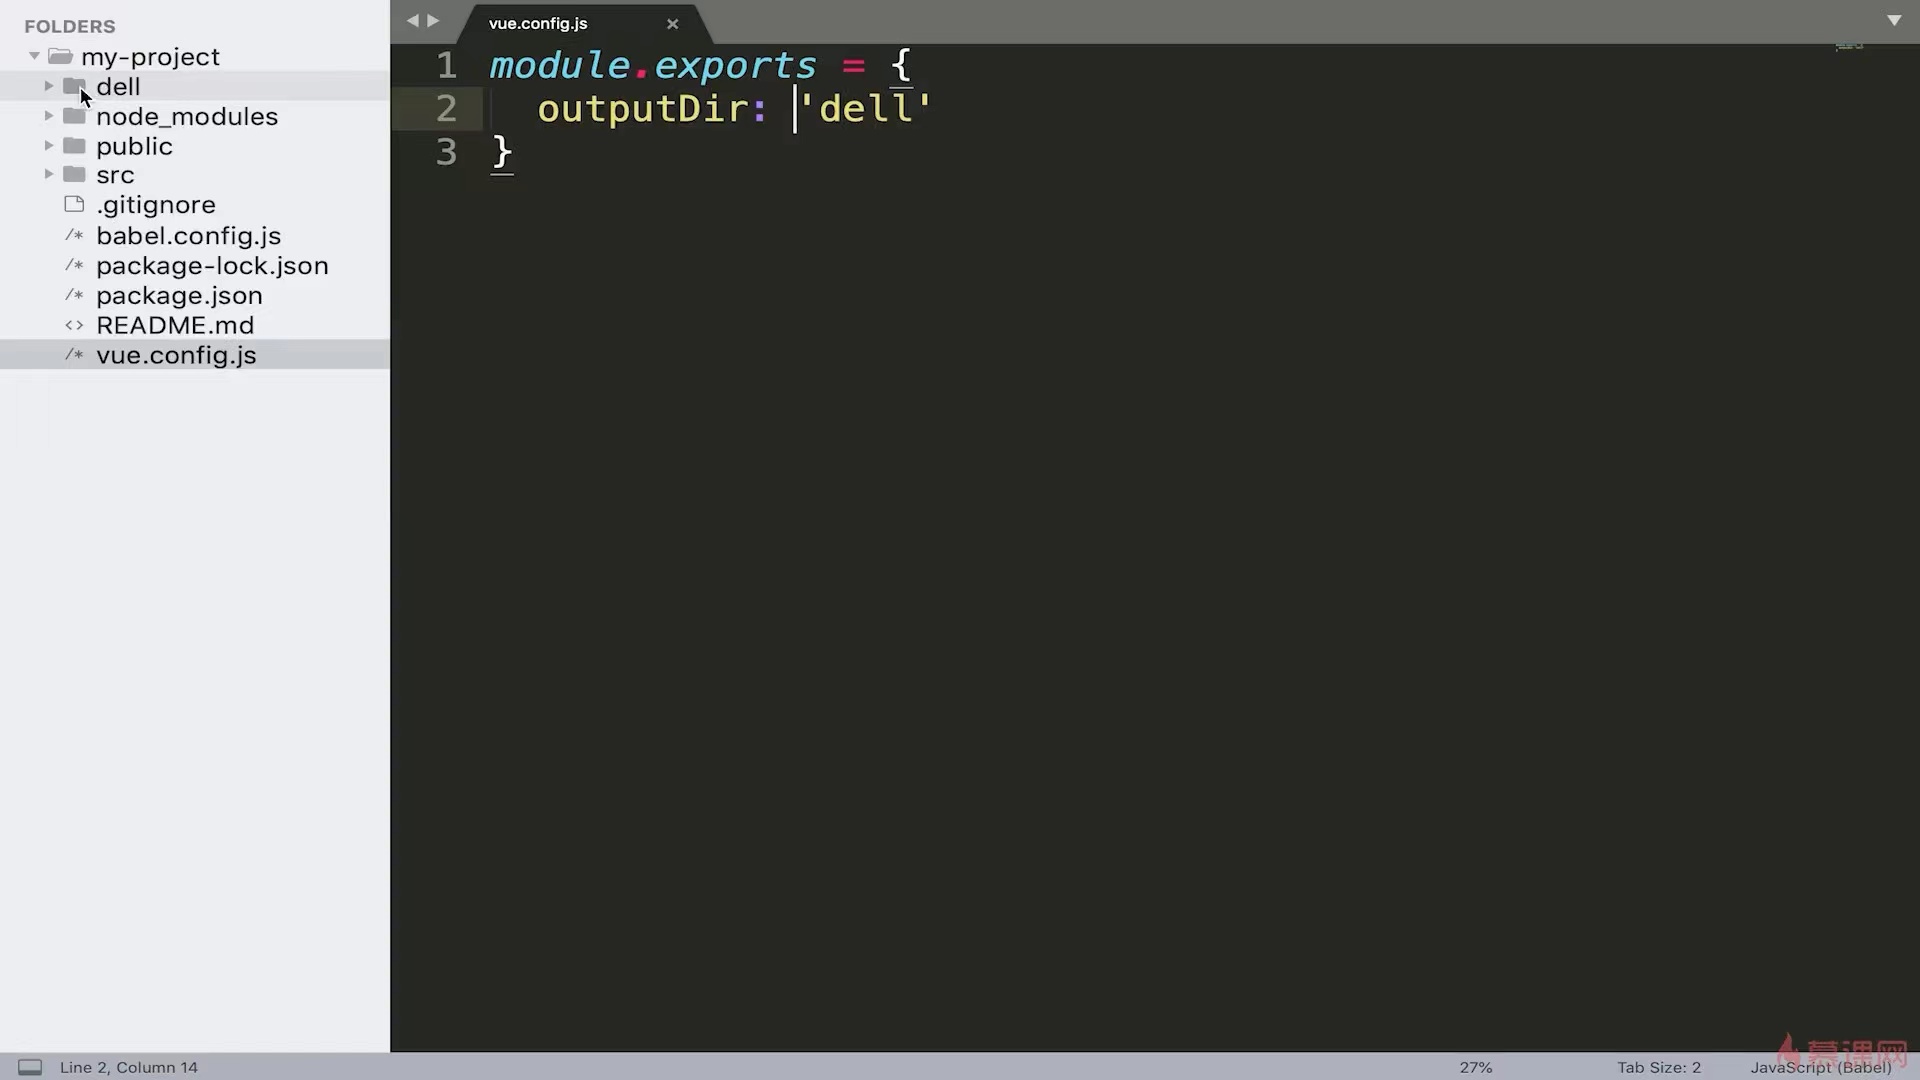 FOLDERS
my-project
dell
node_modules
public
src
.gitignore
babel.config.js
package-lock.json
package.json
README.md
vue.config.js
vue.config.js
1 module.exports = {
2 outputDir: 'dell'
3 }
Line 2, Column 14
27%
Tab Size: 2
JavaScript (Babel)
慕课网